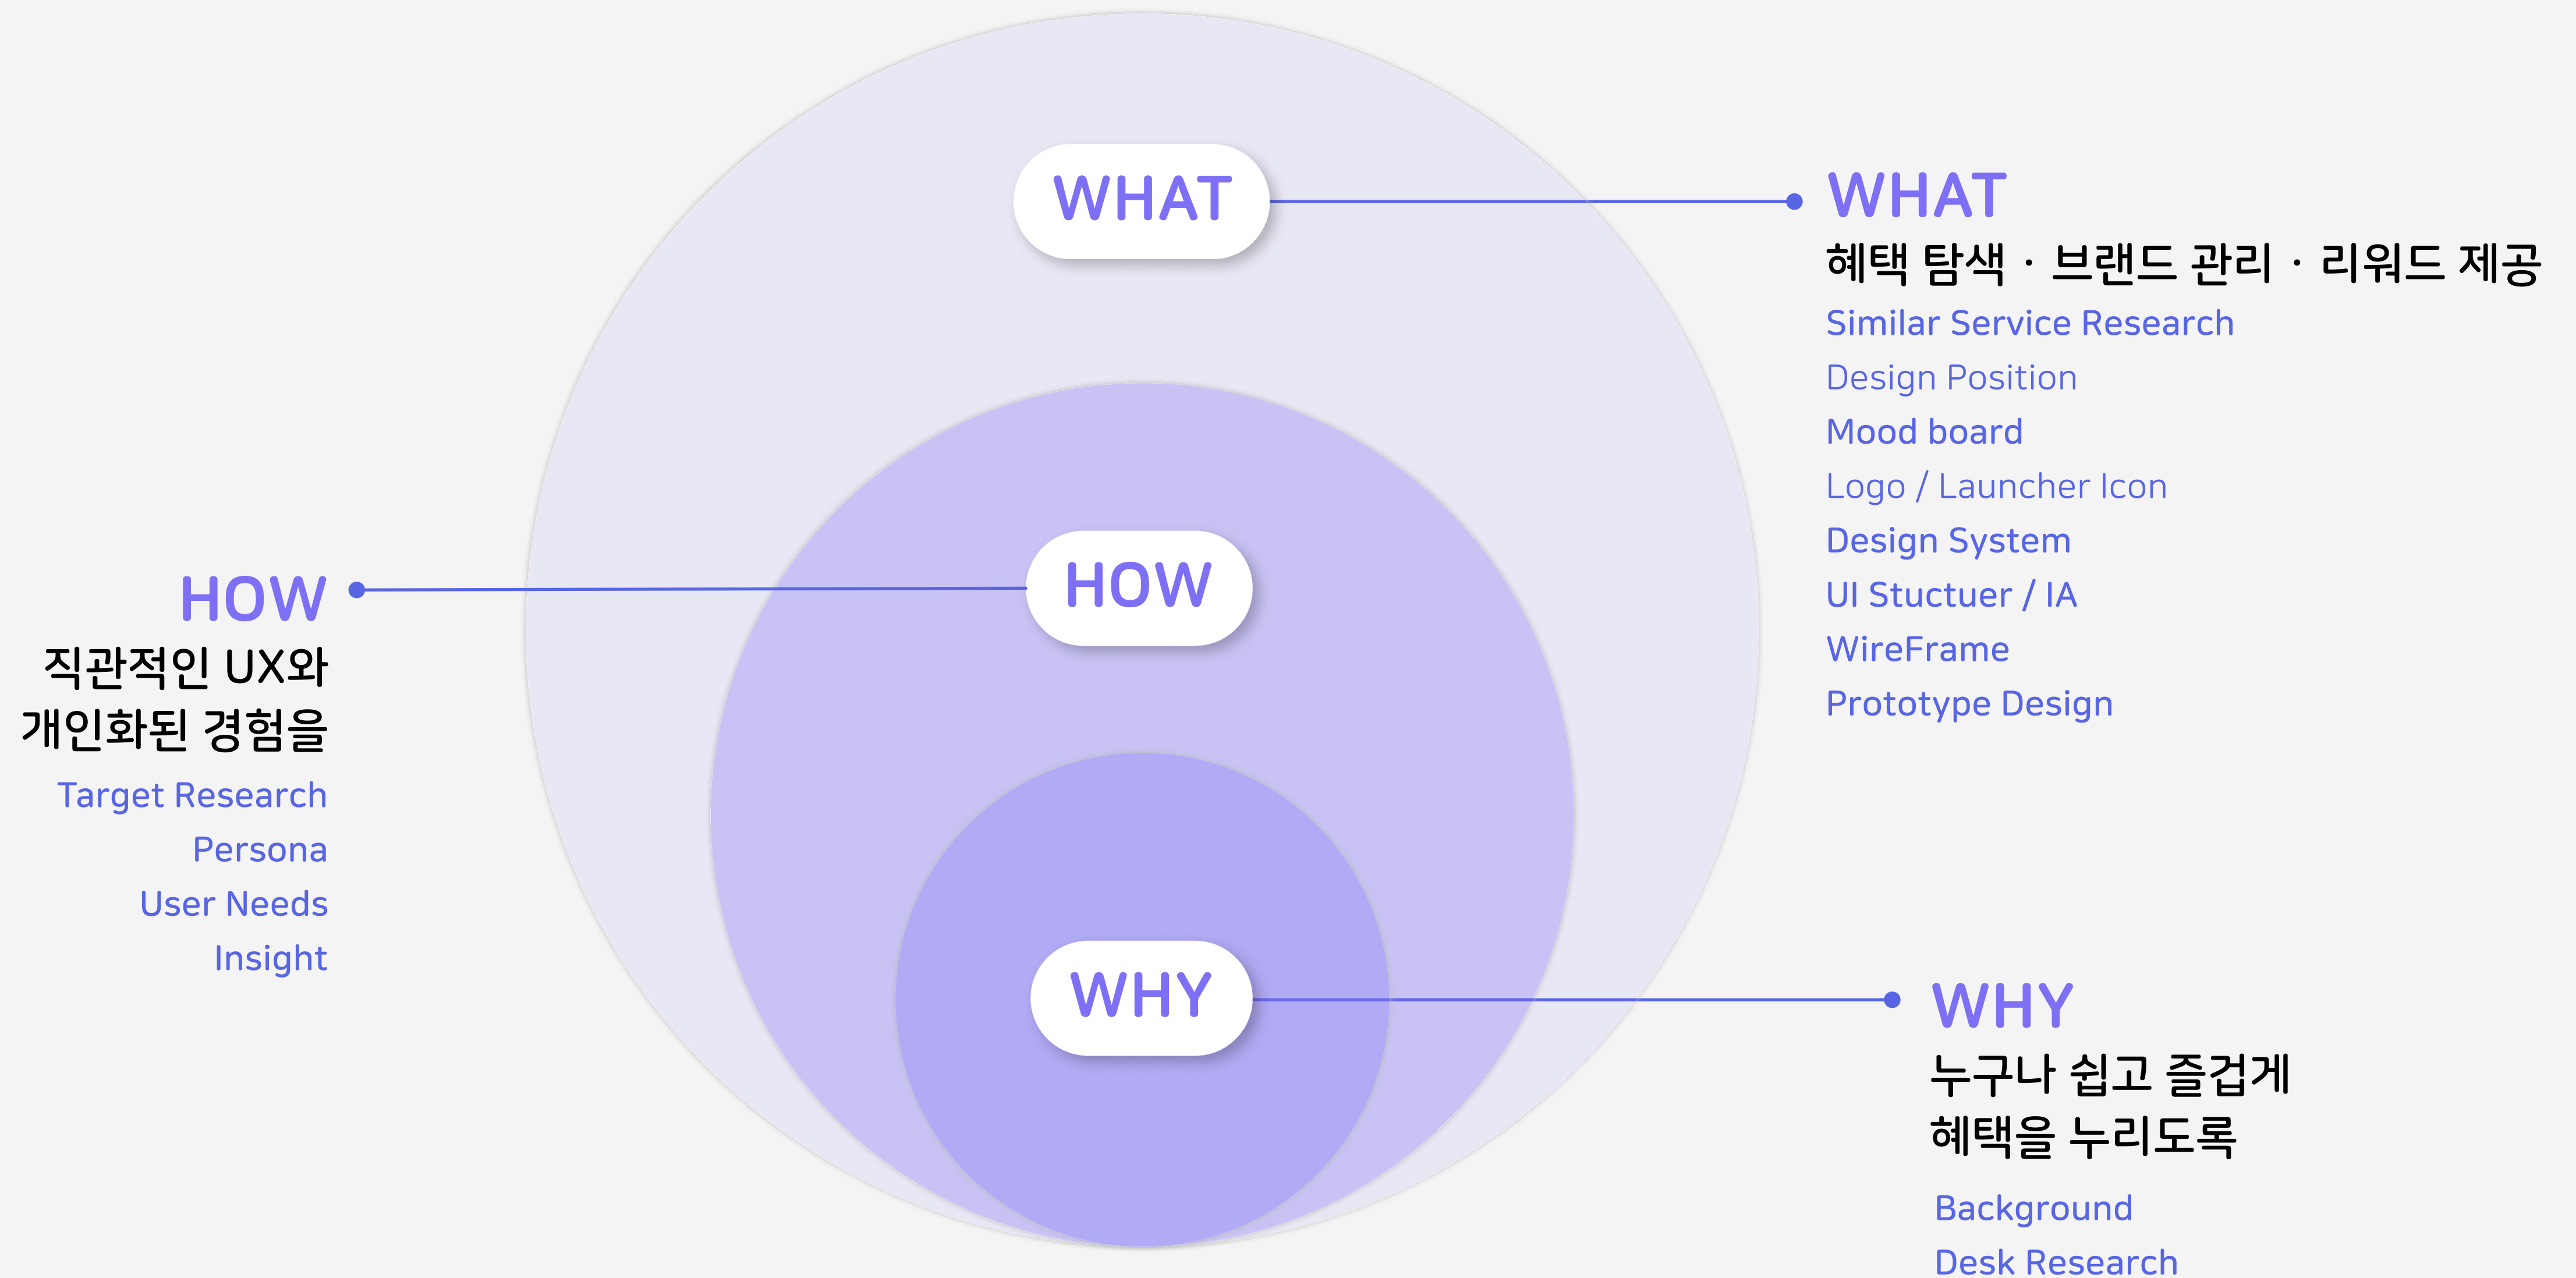 WHAT
WHAT
혜택 탐색 · 브랜드 관리 · 리워드 제공
Similar Service Research
Design Position
Mood board
Logo / Launcher Icon
Design System
UI Stuctuer / IA
WireFrame
Prototype Design
HOW
HOW
직관적인 UX와
개인화된 경험을
Target Research
Persona
User Needs
Insight
WHY
WHY
누구나 쉽고 즐겁게
혜택을 누리도록
Background
Desk Research